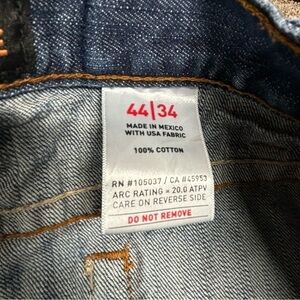 44|34
MADE IN MEXICO
WITH USA FABRIC
100% COTTON
RN #105037 / CA #45953
ARC RATING = 20.0 ATPV
CARE ON REVERSE SIDE
DO NOT REMOVE